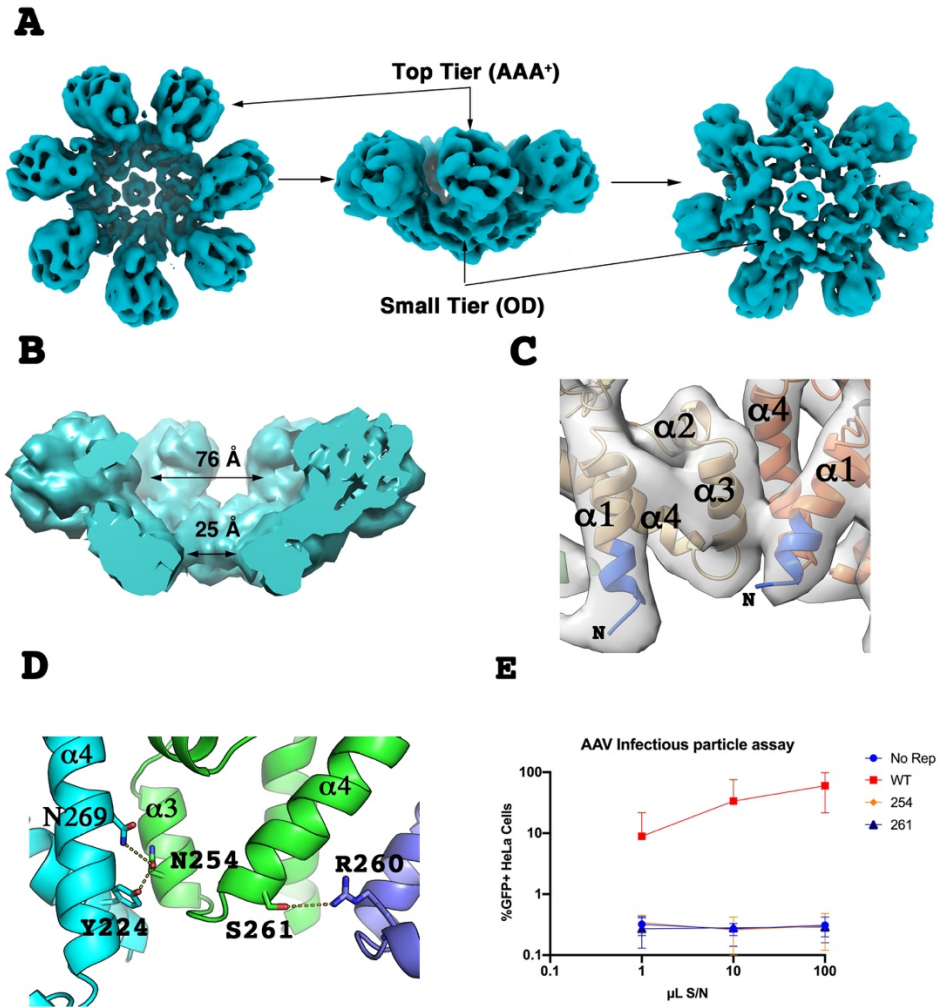 A
Top Tier (AAA⁺)
Small Tier (OD)
B
76 Å
25 Å
C
α2
α4
α3
α1
α1
α4
N
N
D
α4
α4
α3
N269
N254
R260
Y224
S261
E
AAV Infectious particle assay
No Rep
WT
254
261
%GFP+ HeLa Cells
100
10
1
0.1
0.1
1
10
100
µL S/N